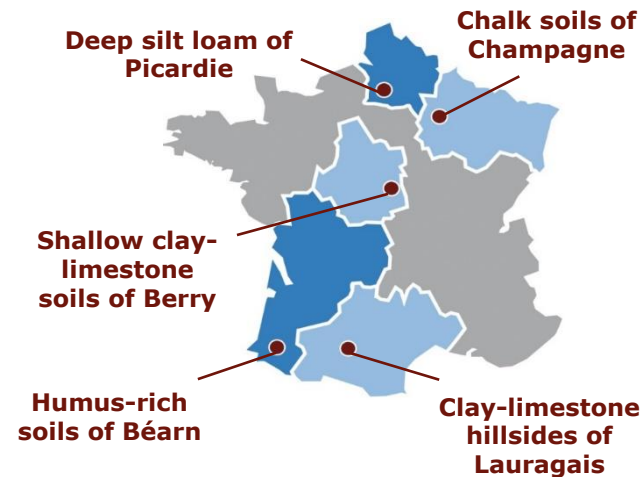 Deep silt loam of
Picardie
Chalk soils of
Champagne
Shallow clay-
limestone
soils of Berry
Humus-rich
soils of Béarn
Clay-limestone
hillsides of
Lauragais